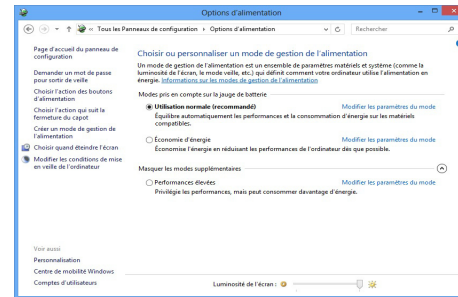 Options d'alimentation
« Tous les Panneaux de configuration › Options d'alimentation
Rechercher
Page d'accueil du panneau de
configuration
Demander un mot de passe
pour sortir de veille
Choisir l'action des boutons
d'alimentation
Choisir l'action qui suit la
fermeture du capot
Créer un mode de gestion de
l'alimentation
Choisir quand éteindre l'écran
Modifier les conditions de mise
en veille de l'ordinateur
Choisir ou personnaliser un mode de gestion de l'alimentation
Un mode de gestion de l'alimentation est un ensemble de paramètres matériels et système (comme la
luminosité de l'écran, le mode veille, etc.) qui définit comment votre ordinateur utilise l'alimentation en
énergie. Informations sur les modes de gestion de l'alimentation
Modes pris en compte sur la jauge de batterie
Utilisation normale (recommandé) Modifier les paramètres du mode
Équilibre automatiquement les performances et la consommation d'énergie sur les matériels
compatibles.
Économie d'énergie Modifier les paramètres du mode
Économise l'énergie en réduisant les performances de l'ordinateur dès que possible.
Masquer les modes supplémentaires
Performances élevées Modifier les paramètres du mode
Privilégie les performances, mais peut consommer davantage d'énergie.
Voir aussi
Personnalisation
Centre de mobilité Windows
Comptes d'utilisateurs
Luminosité de l'écran :